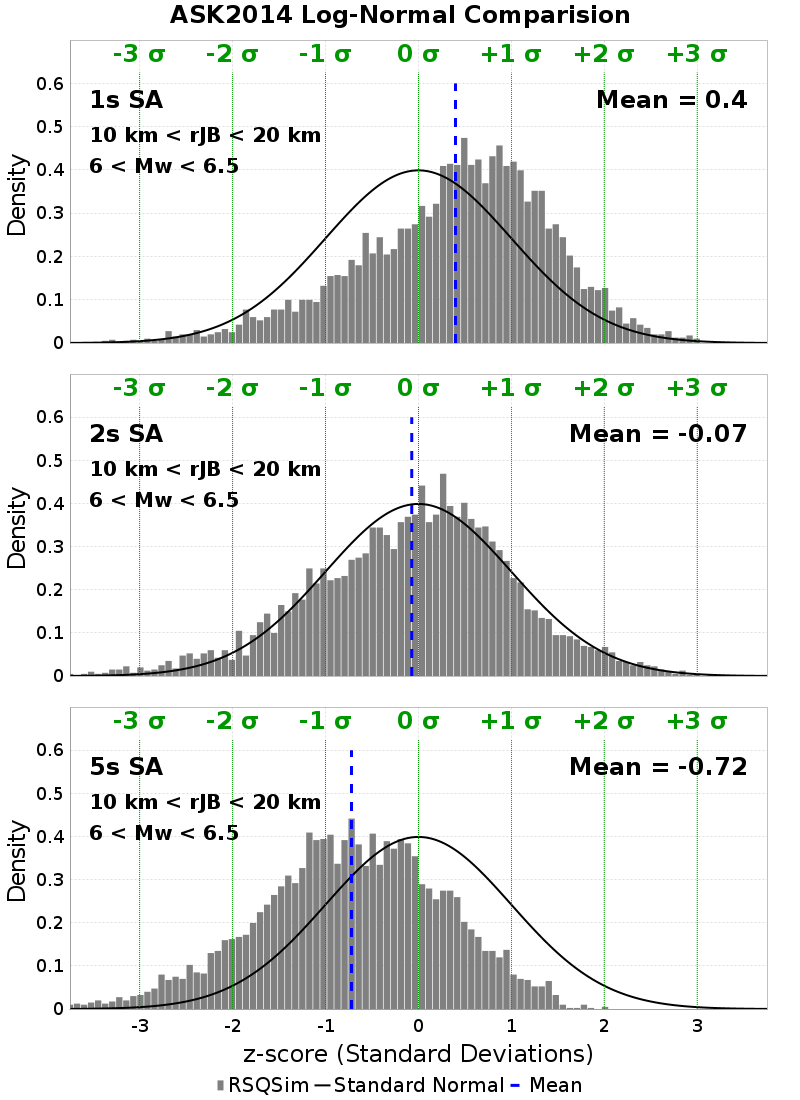 ASK2014 Log-Normal Comparision
-3 σ -2 σ -1 σ 0 σ +1 σ +2 σ +3 σ
0.6
1s SA Mean = 0.4
0.5
10 km < rJB < 20 km
6 < Mw < 6.5
0.4
0.3
0.2
0.1
0
Density
-3 σ -2 σ -1 σ 0 σ +1 σ +2 σ +3 σ
0.6
2s SA Mean = -0.07
0.5
10 km < rJB < 20 km
6 < Mw < 6.5
0.4
0.3
0.2
0.1
0
Density
-3 σ -2 σ -1 σ 0 σ +1 σ +2 σ +3 σ
0.6
5s SA Mean = -0.72
0.5
10 km < rJB < 20 km
6 < Mw < 6.5
0.4
0.3
0.2
0.1
0
Density
-3 -2 -1 0 1 2 3
z-score (Standard Deviations)
RSQSim Standard Normal Mean